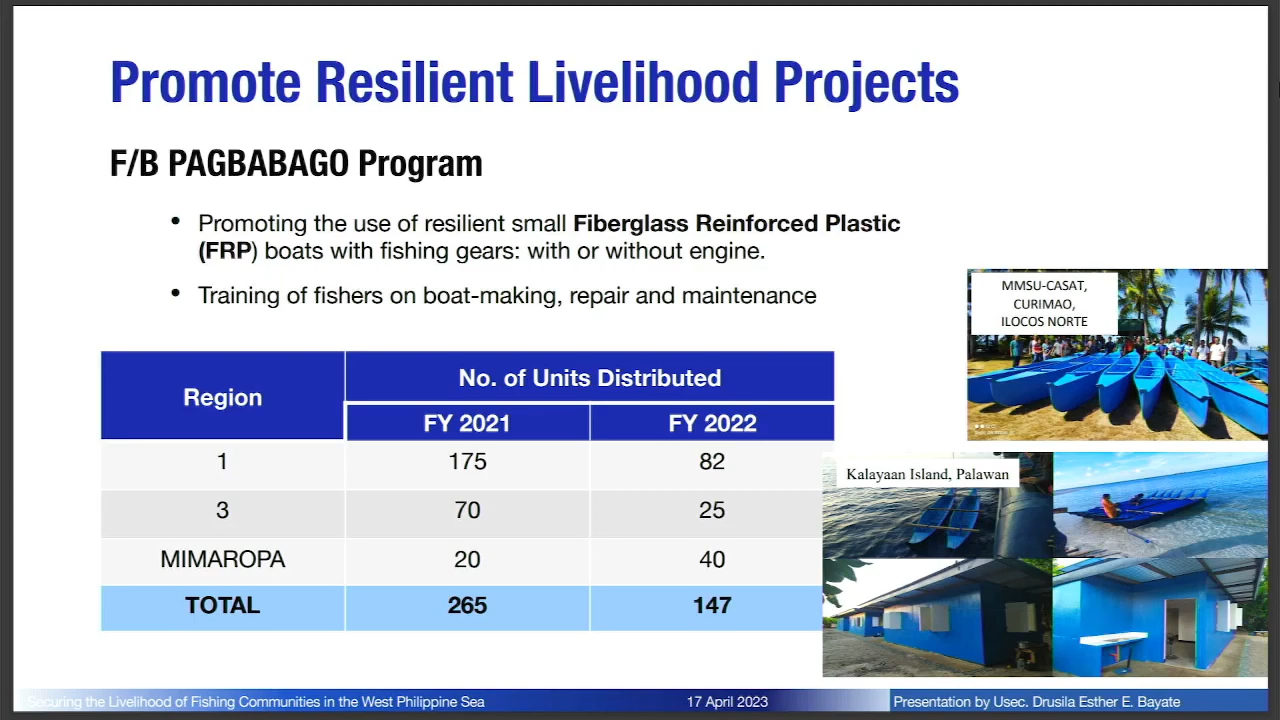 Promote Resilient Livelihood Projects
F/B PAGBABAGO Program
• Promoting the use of resilient small Fiberglass Reinforced Plastic
(FRP) boats with fishing gears: with or without engine.
• Training of fishers on boat-making, repair and maintenance
MMSU-CASAT,
CURIMAO,
ILOCOS NORTE
Region No. of Units Distributed
FY 2021 FY 2022
1 175 82
3 70 25
MIMAROPA 20 40
TOTAL 265 147
Kalayaan Island, Palawan
Securing the Livelihood of Fishing Communities in the West Philippine Sea 17 April 2023 Presentation by Usec. Drusila Esther E. Bayate